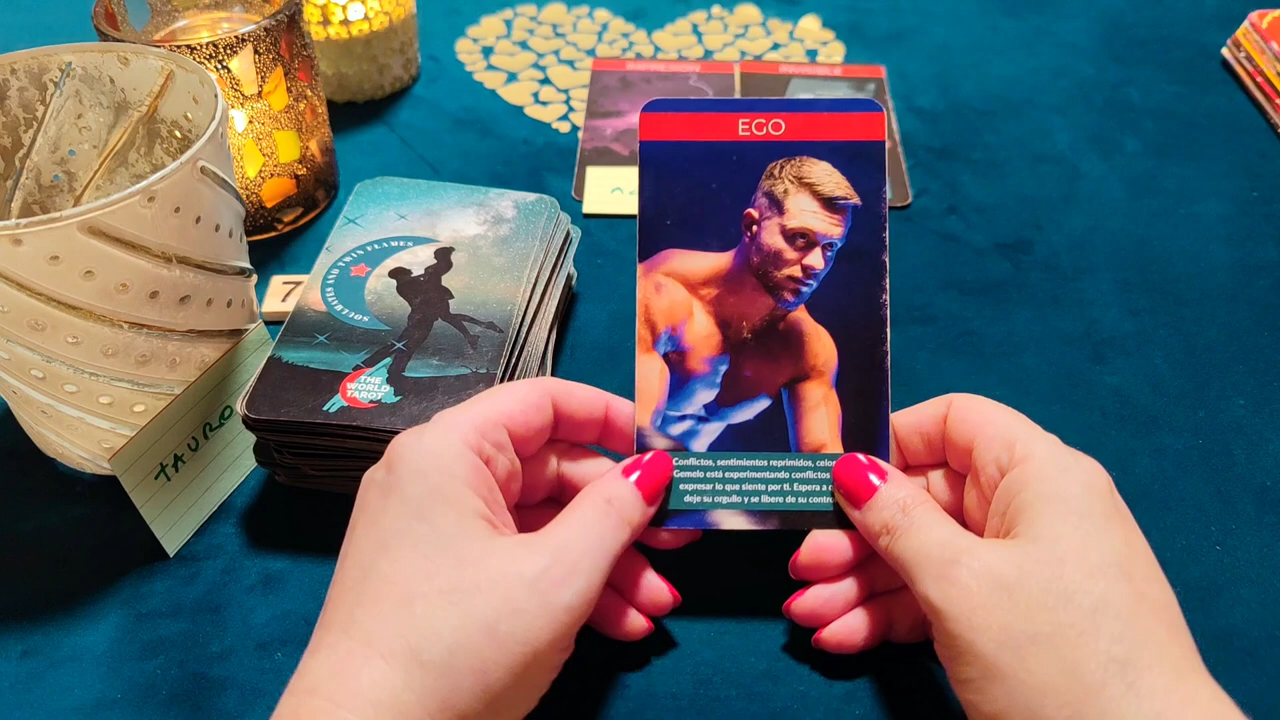 INVISIBLE
EGO
SOULMATES AND TWIN FLAMES
7
THE
WORLD
TAROT
TAURO
Conflictos, sentimientos reprimidos, celos
Gemelo está experimentando conflictos
expresar lo que siente por ti. Espera a
deje su orgullo y se libere de su